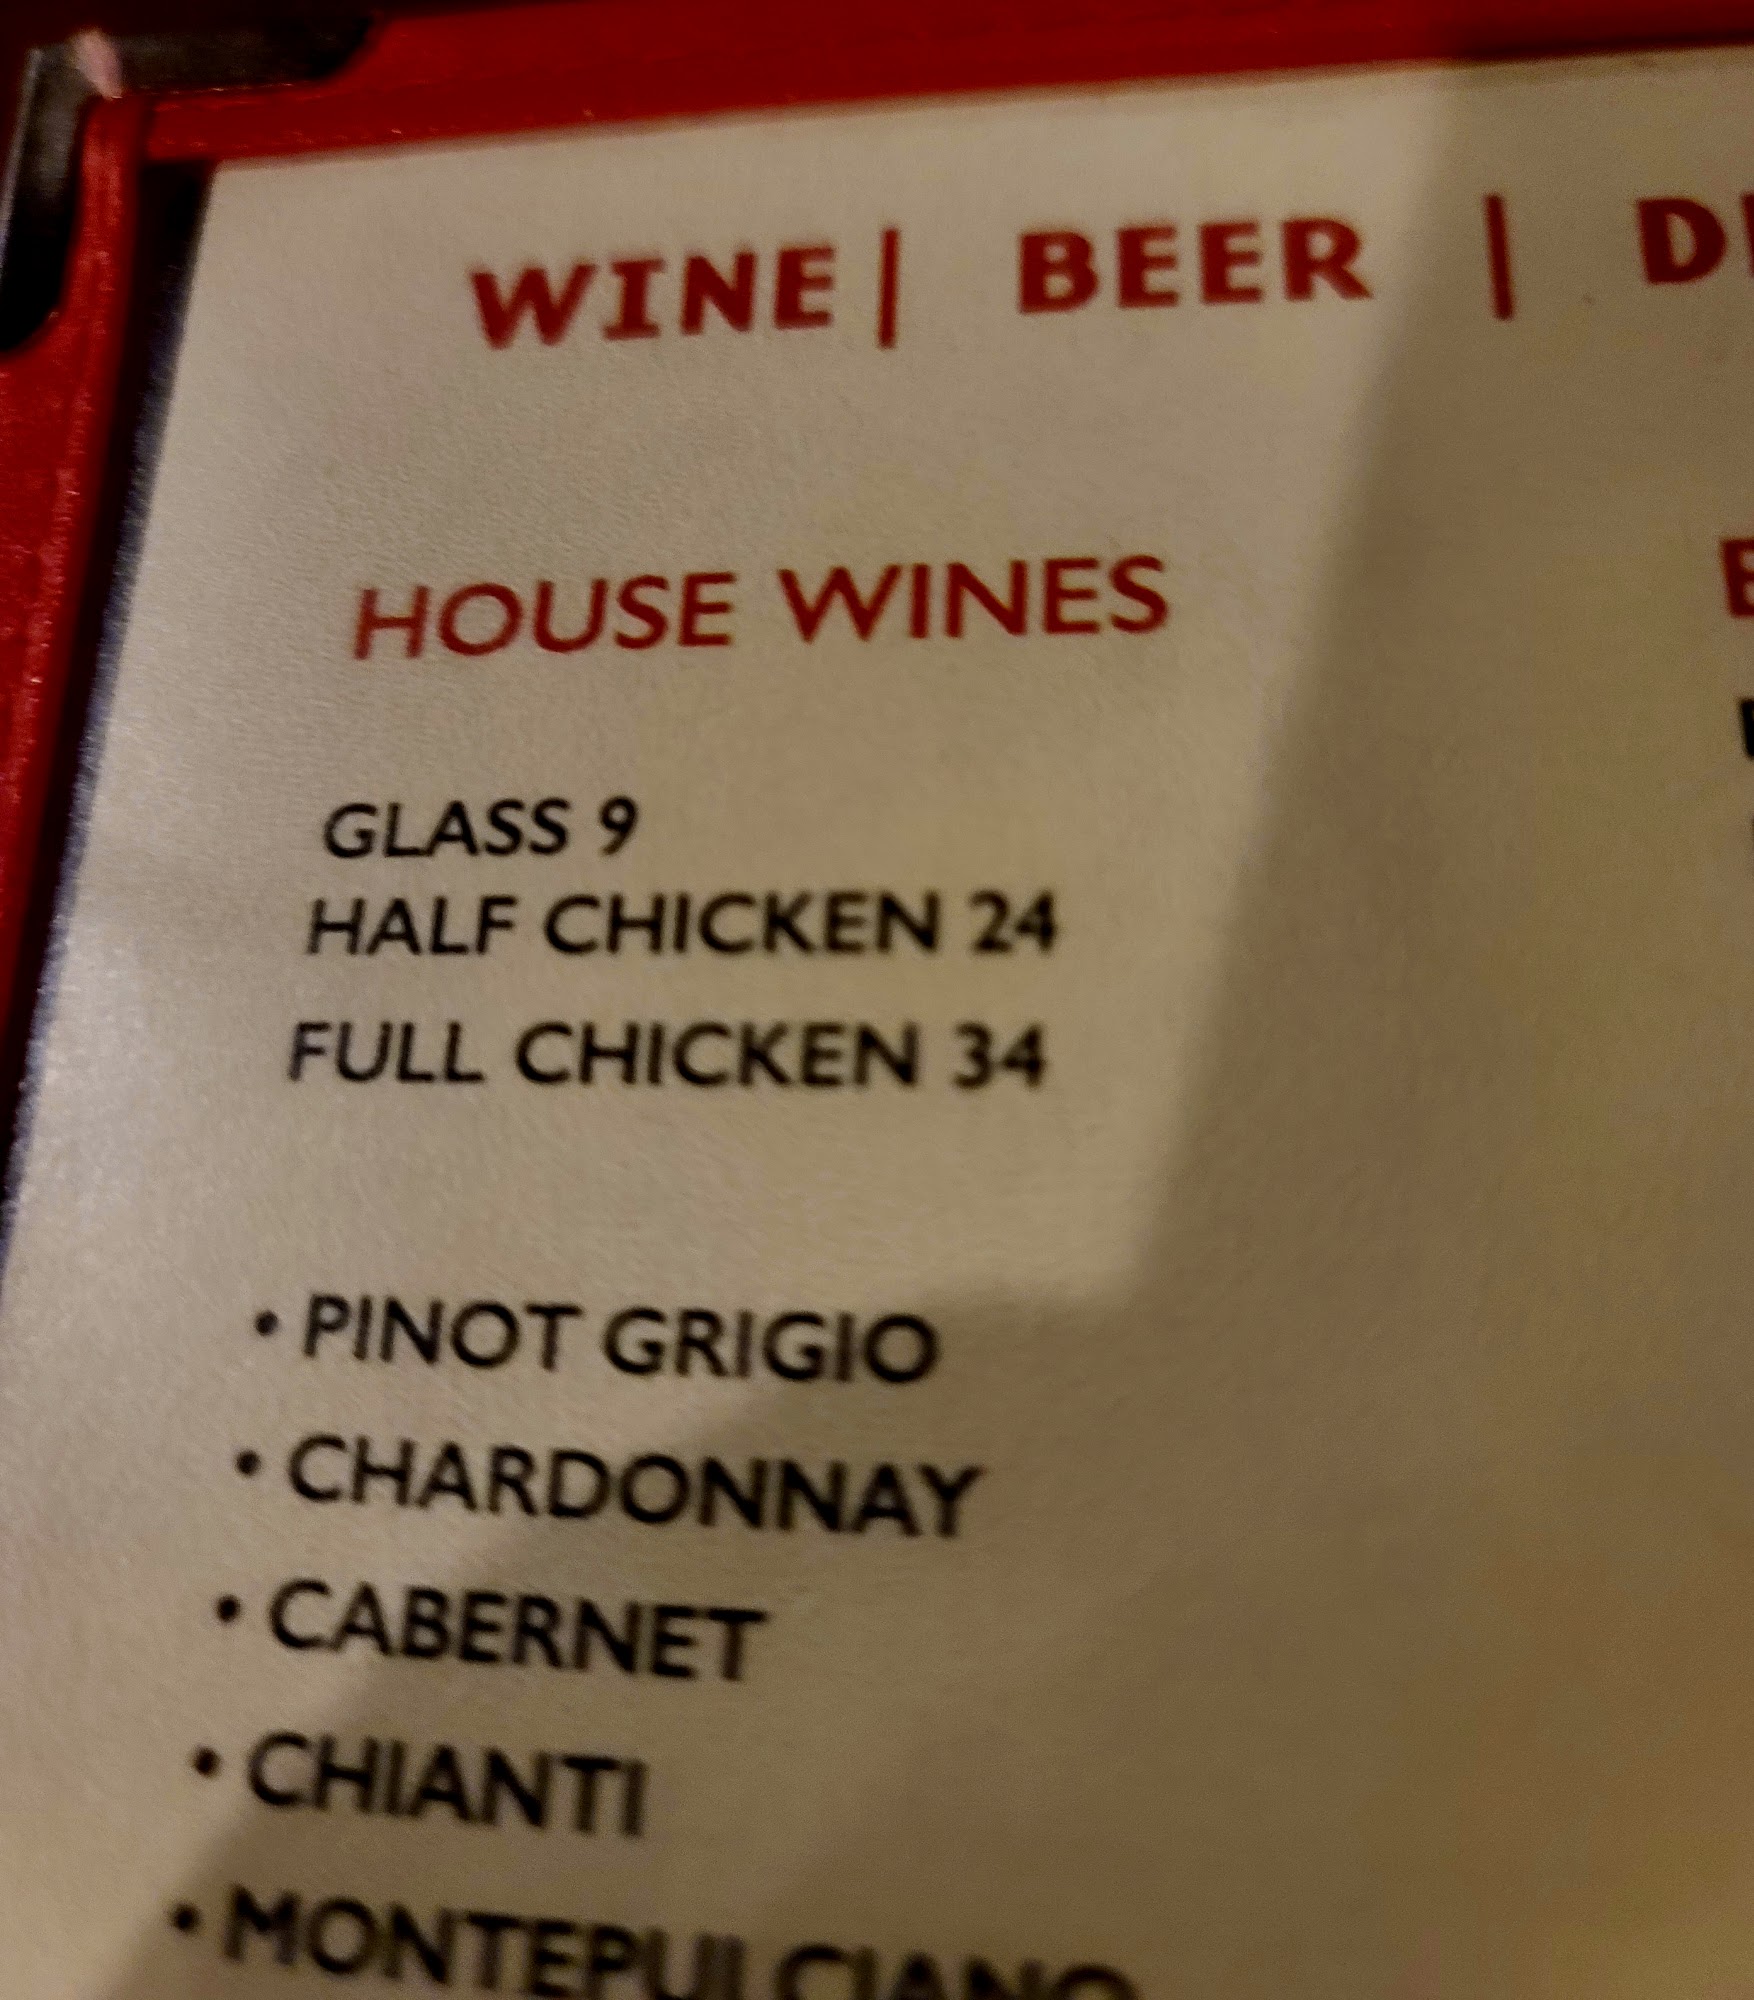 WINE | BEER |
HOUSE WINES
GLASS 9
HALF CHICKEN 24
FULL CHICKEN 34
• PINOT GRIGIO
• CHARDONNAY
• CABERNET
• CHIANTI
• MONTEPULCIANO